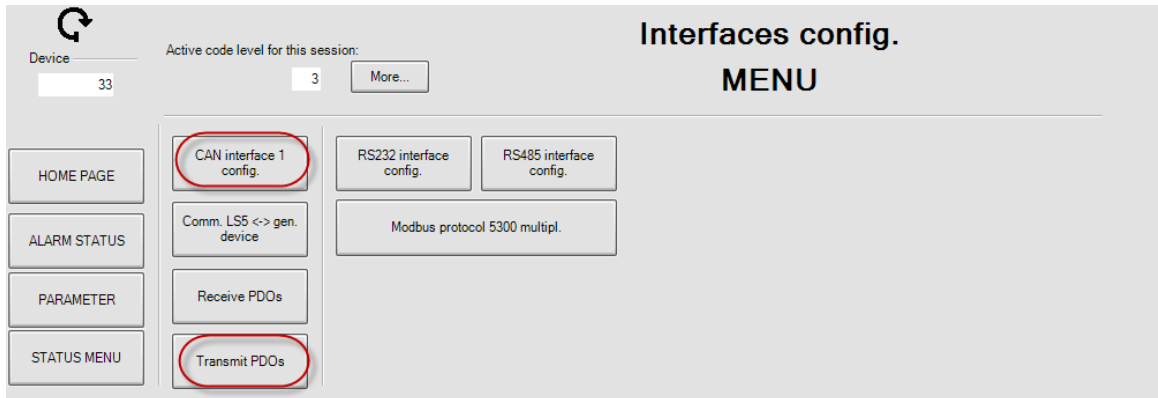 Device
33
Active code level for this session:
3
More...
Interfaces config.
MENU
HOME PAGE
ALARM STATUS
PARAMETER
STATUS MENU
CAN interface 1
config.
Comm. LS5 <-> gen.
device
Receive PDOs
Transmit PDOs
RS232 interface
config.
RS485 interface
config.
Modbus protocol 5300 multipl.